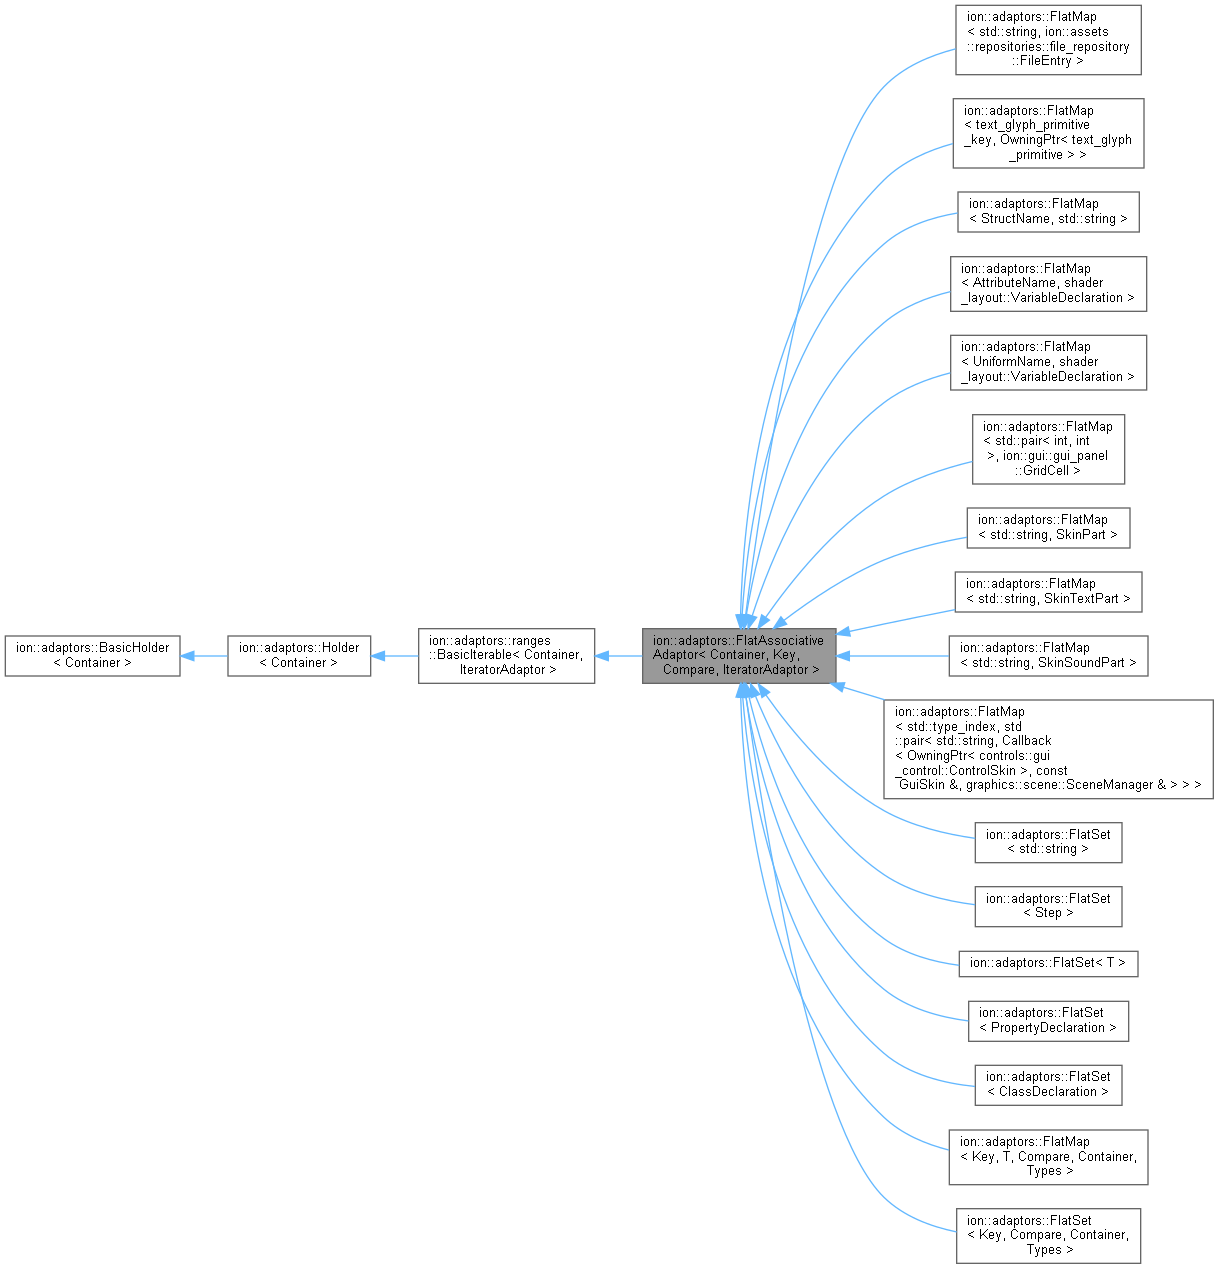 ion::adaptors::BasicHolder
< Container >
ion::adaptors::Holder
< Container >
ion::adaptors::ranges
::BasicIterable< Container,
IteratorAdaptor >
ion::adaptors::FlatAssociative
Adaptor< Container, Key,
Compare, IteratorAdaptor >
ion::adaptors::FlatMap
< std::string, ion::assets
::repositories::file_repository
::FileEntry >
ion::adaptors::FlatMap
< text_glyph_primitive
_key, OwningPtr< text_glyph
_primitive > >
ion::adaptors::FlatMap
< StructName, std::string >
ion::adaptors::FlatMap
< AttributeName, shader
_layout::VariableDeclaration >
ion::adaptors::FlatMap
< UniformName, shader
_layout::VariableDeclaration >
ion::adaptors::FlatMap
< std::pair< int, int
>, ion::gui::gui_panel
::GridCell >
ion::adaptors::FlatMap
< std::string, SkinPart >
ion::adaptors::FlatMap
< std::string, SkinTextPart >
ion::adaptors::FlatMap
< std::string, SkinSoundPart >
ion::adaptors::FlatMap
< std::type_index, std
::pair< std::string, Callback
< OwningPtr< controls::gui
_control::ControlSkin >, const
GuiSkin &, graphics::scene::SceneManager & > > >
ion::adaptors::FlatSet
< std::string >
ion::adaptors::FlatSet
< Step >
ion::adaptors::FlatSet< T >
ion::adaptors::FlatSet
< PropertyDeclaration >
ion::adaptors::FlatSet
< ClassDeclaration >
ion::adaptors::FlatMap
< Key, T, Compare, Container,
Types >
ion::adaptors::FlatSet
< Key, Compare, Container,
Types >